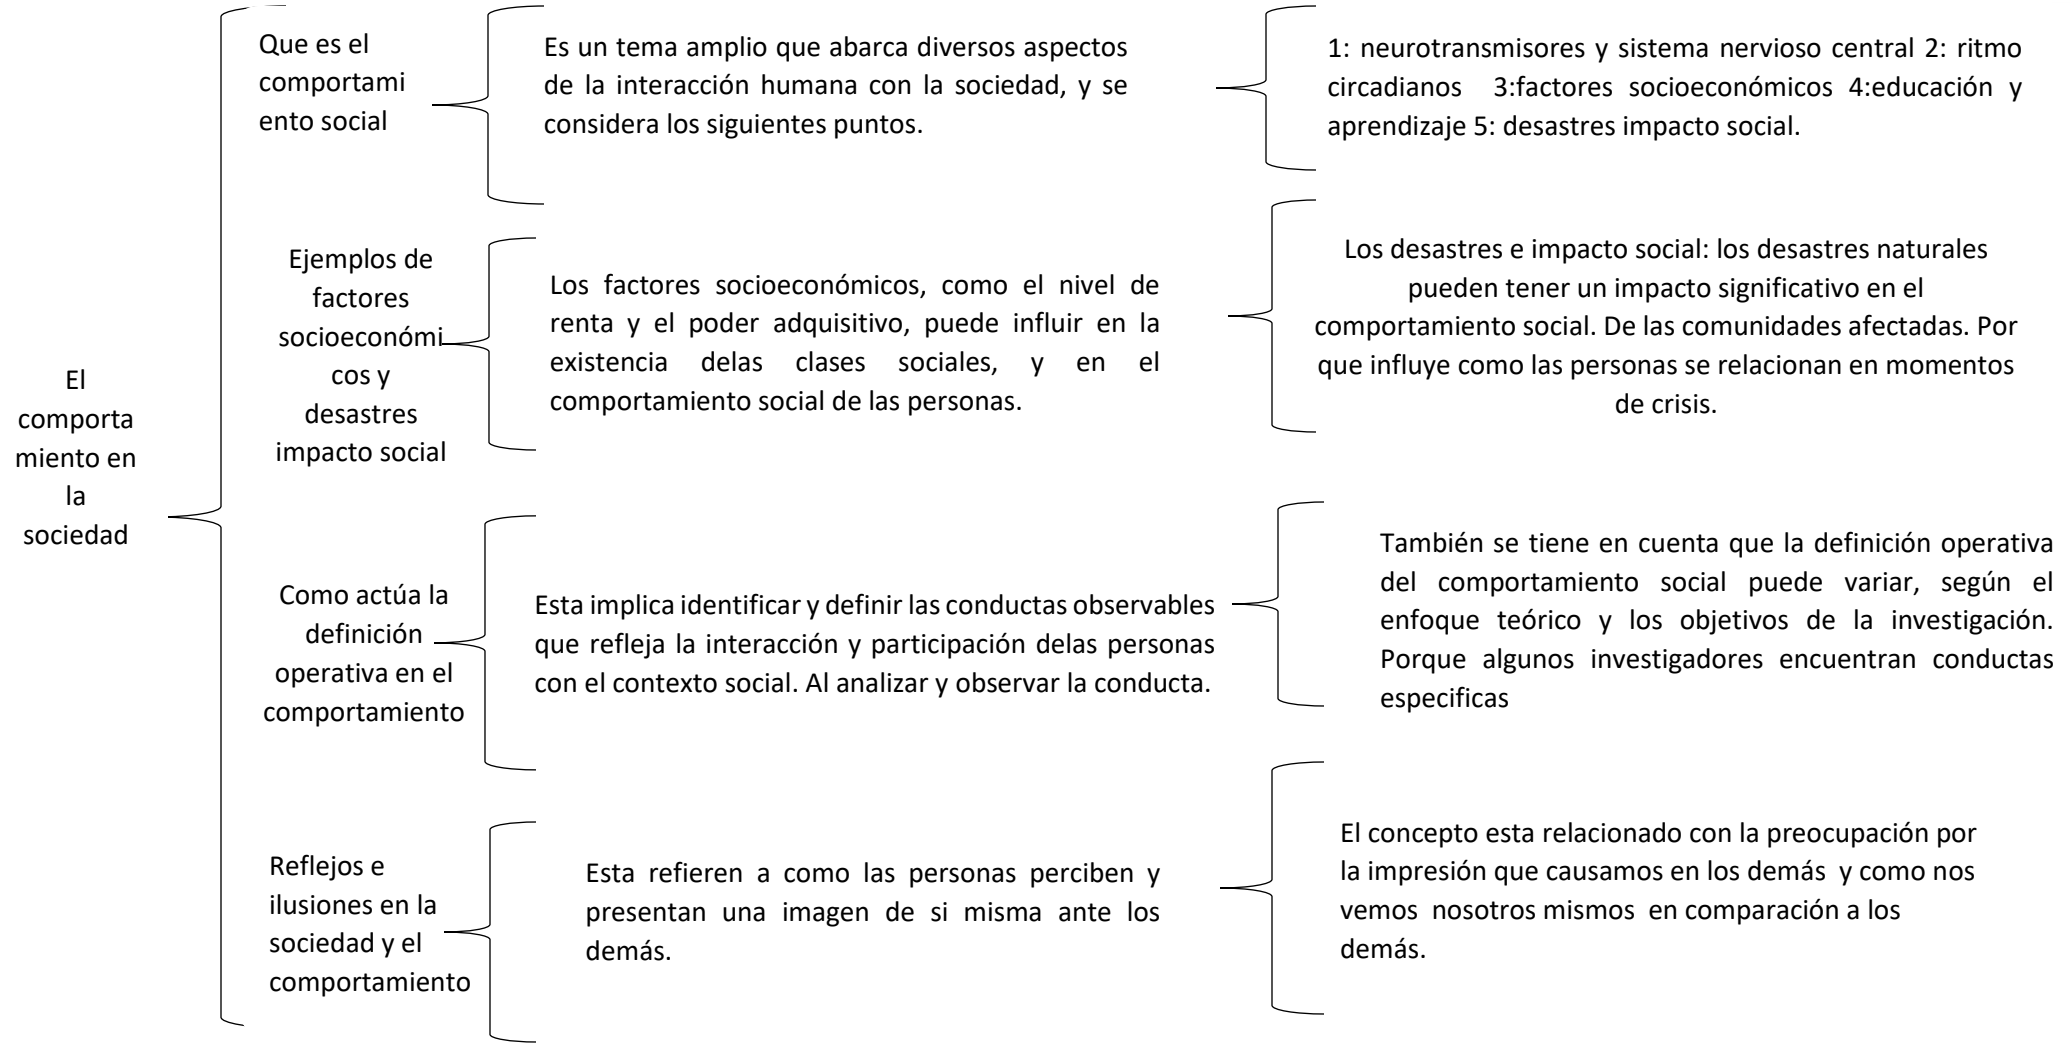 El
comporta
miento en
la
sociedad
Que es el
comportami
ento social
Es un tema amplio que abarca diversos aspectos
de la interacción humana con la sociedad, y se
considera los siguientes puntos.
1: neurotransmisores y sistema nervioso central 2: ritmo
circadianos 3:factores socioeconómicos 4:educación y
aprendizaje 5: desastres impacto social.
Ejemplos de
factores
socioeconómi
cos y
desastres
impacto social
Los factores socioeconómicos, como el nivel de
renta y el poder adquisitivo, puede influir en la
existencia delas clases sociales, y en el
comportamiento social de las personas.
Los desastres e impacto social: los desastres naturales
pueden tener un impacto significativo en el
comportamiento social. De las comunidades afectadas. Por
que influye como las personas se relacionan en momentos
de crisis.
Como actúa la
definición
operativa en el
comportamiento
Esta implica identificar y definir las conductas observables
que refleja la interacción y participación delas personas
con el contexto social. Al analizar y observar la conducta.
También se tiene en cuenta que la definición operativa
del comportamiento social puede variar, según el
enfoque teórico y los objetivos de la investigación.
Porque algunos investigadores encuentran conductas
especificas
Reflejos e
ilusiones en la
sociedad y el
comportamiento
Esta refieren a como las personas perciben y
presentan una imagen de si misma ante los
demás.
El concepto esta relacionado con la preocupación por
la impresión que causamos en los demás y como nos
vemos nosotros mismos en comparación a los
demás.